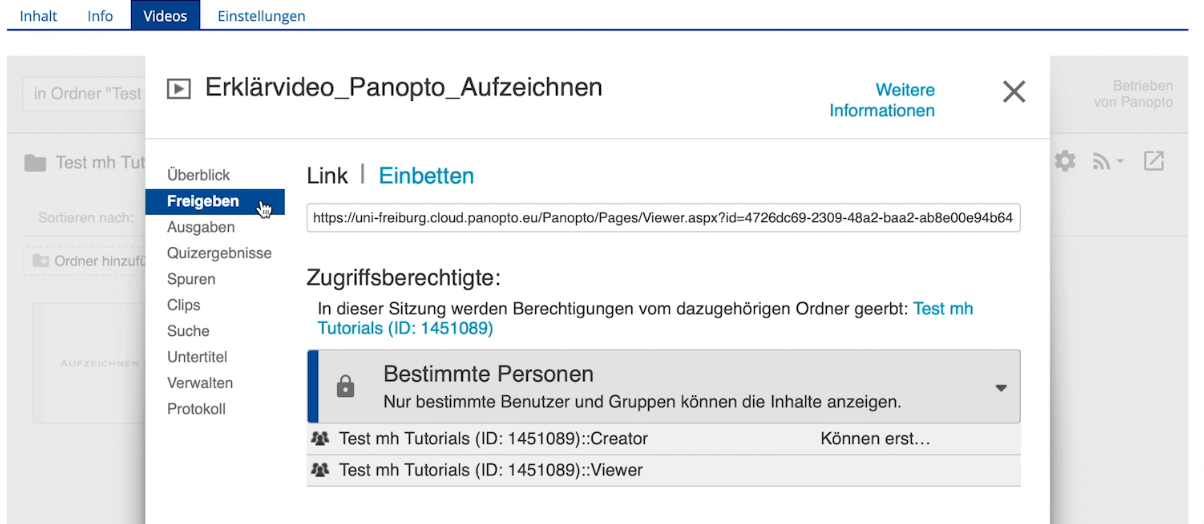 Inhalt Info Videos Einstellungen
in Ordner "Test
Erklärvideo_Panopto_Aufzeichnen
Weitere
Informationen
Betrieben
von Panopto
Test mh Tut
Sortieren nach:
Ordner hinzufü
AUFZEICHNEN
Überblick
Freigeben
Ausgaben
Quizergebnisse
Spuren
Clips
Suche
Untertitel
Verwalten
Protokoll
Link | Einbetten
https://uni-freiburg.cloud.panopto.eu/Panopto/Pages/Viewer.aspx?id=4726dc69-2309-48a2-baa2-ab8e00e94b64
Zugriffsberechtigte:
In dieser Sitzung werden Berechtigungen vom dazugehörigen Ordner geerbt: Test mh
Tutorials (ID: 1451089)
Bestimmte Personen
Nur bestimmte Benutzer und Gruppen können die Inhalte anzeigen.
Test mh Tutorials (ID: 1451089)::Creator Können erst...
Test mh Tutorials (ID: 1451089)::Viewer